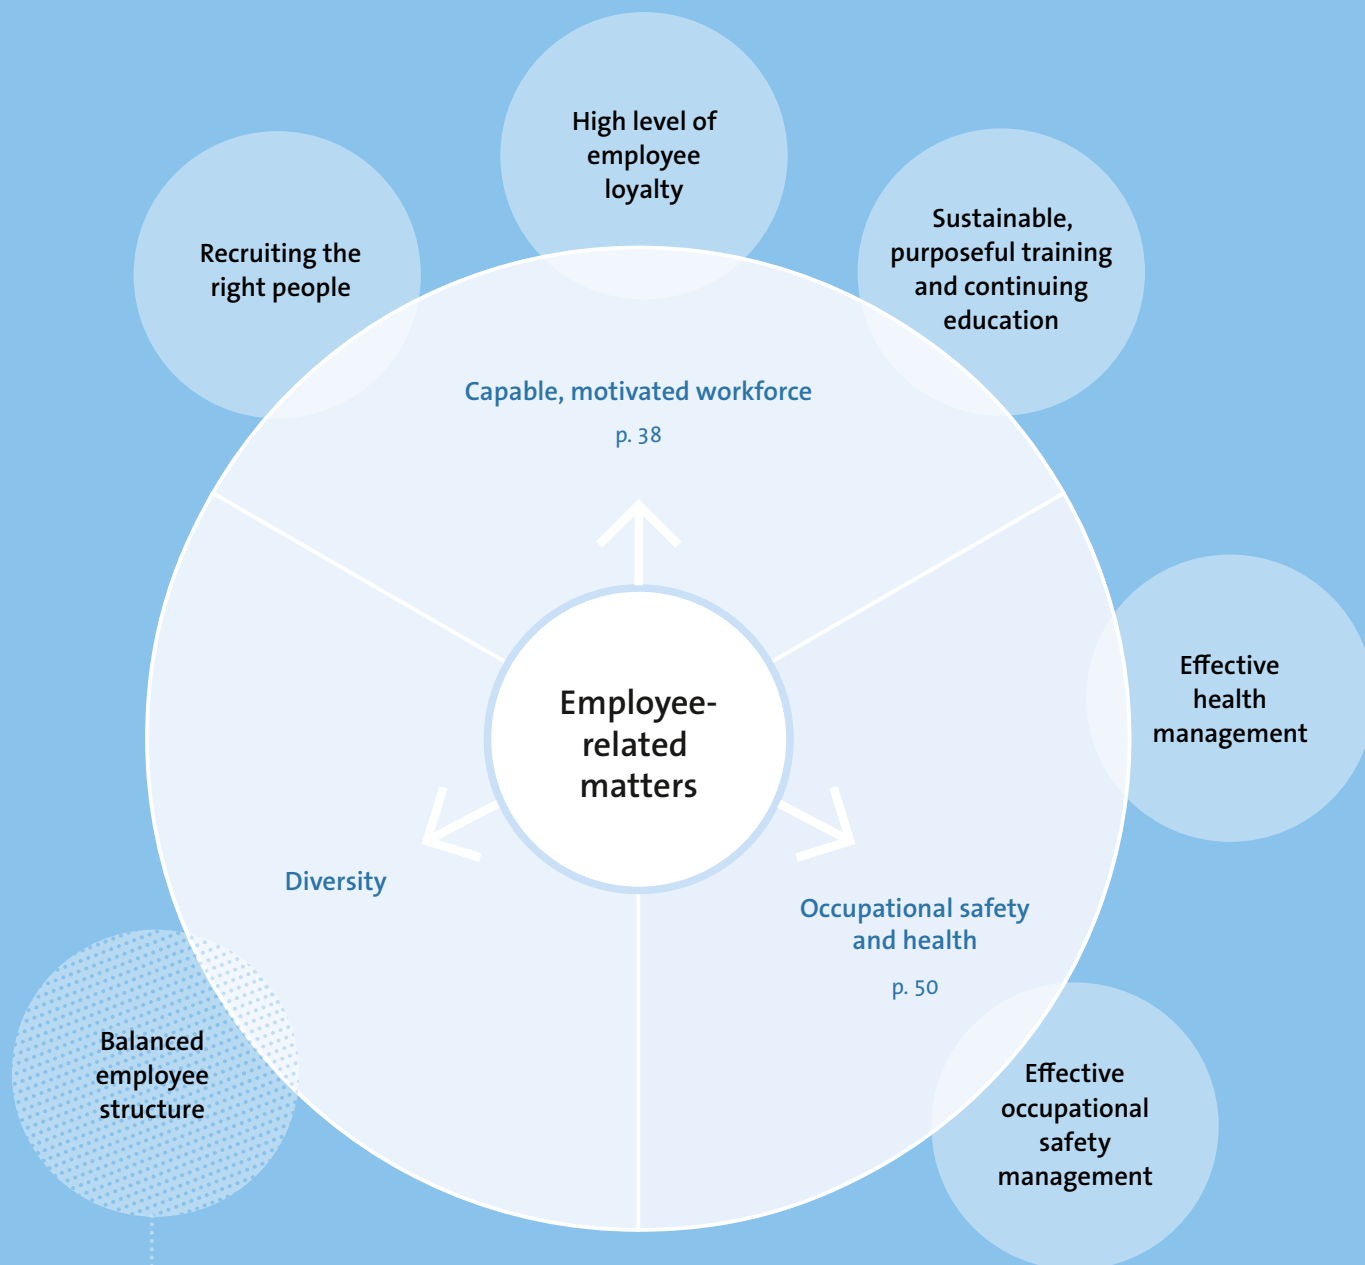 High level of
employee
loyalty
Recruiting the
right people
Sustainable,
purposeful training
and continuing
education
Capable, motivated workforce
p. 38
Effective
health
management
Employee-
related
matters
Diversity
Occupational safety
and health
p. 50
Balanced
employee
structure
Effective
occupational
safety
management